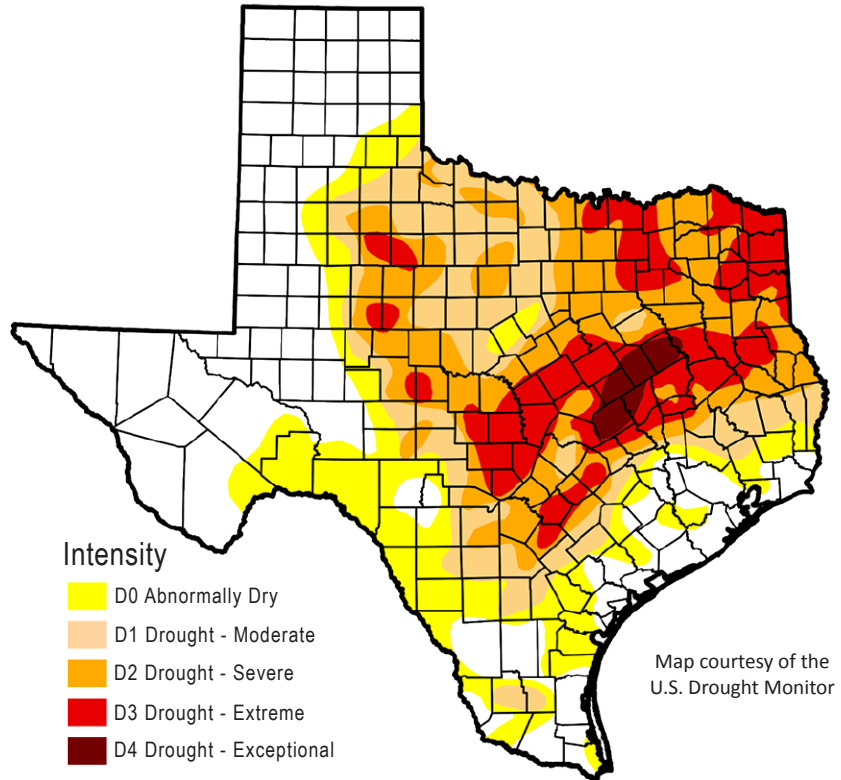 Intensity
D0 Abnormally Dry
D1 Drought - Moderate
D2 Drought - Severe
D3 Drought - Extreme
D4 Drought - Exceptional
Map courtesy of the
U.S. Drought Monitor